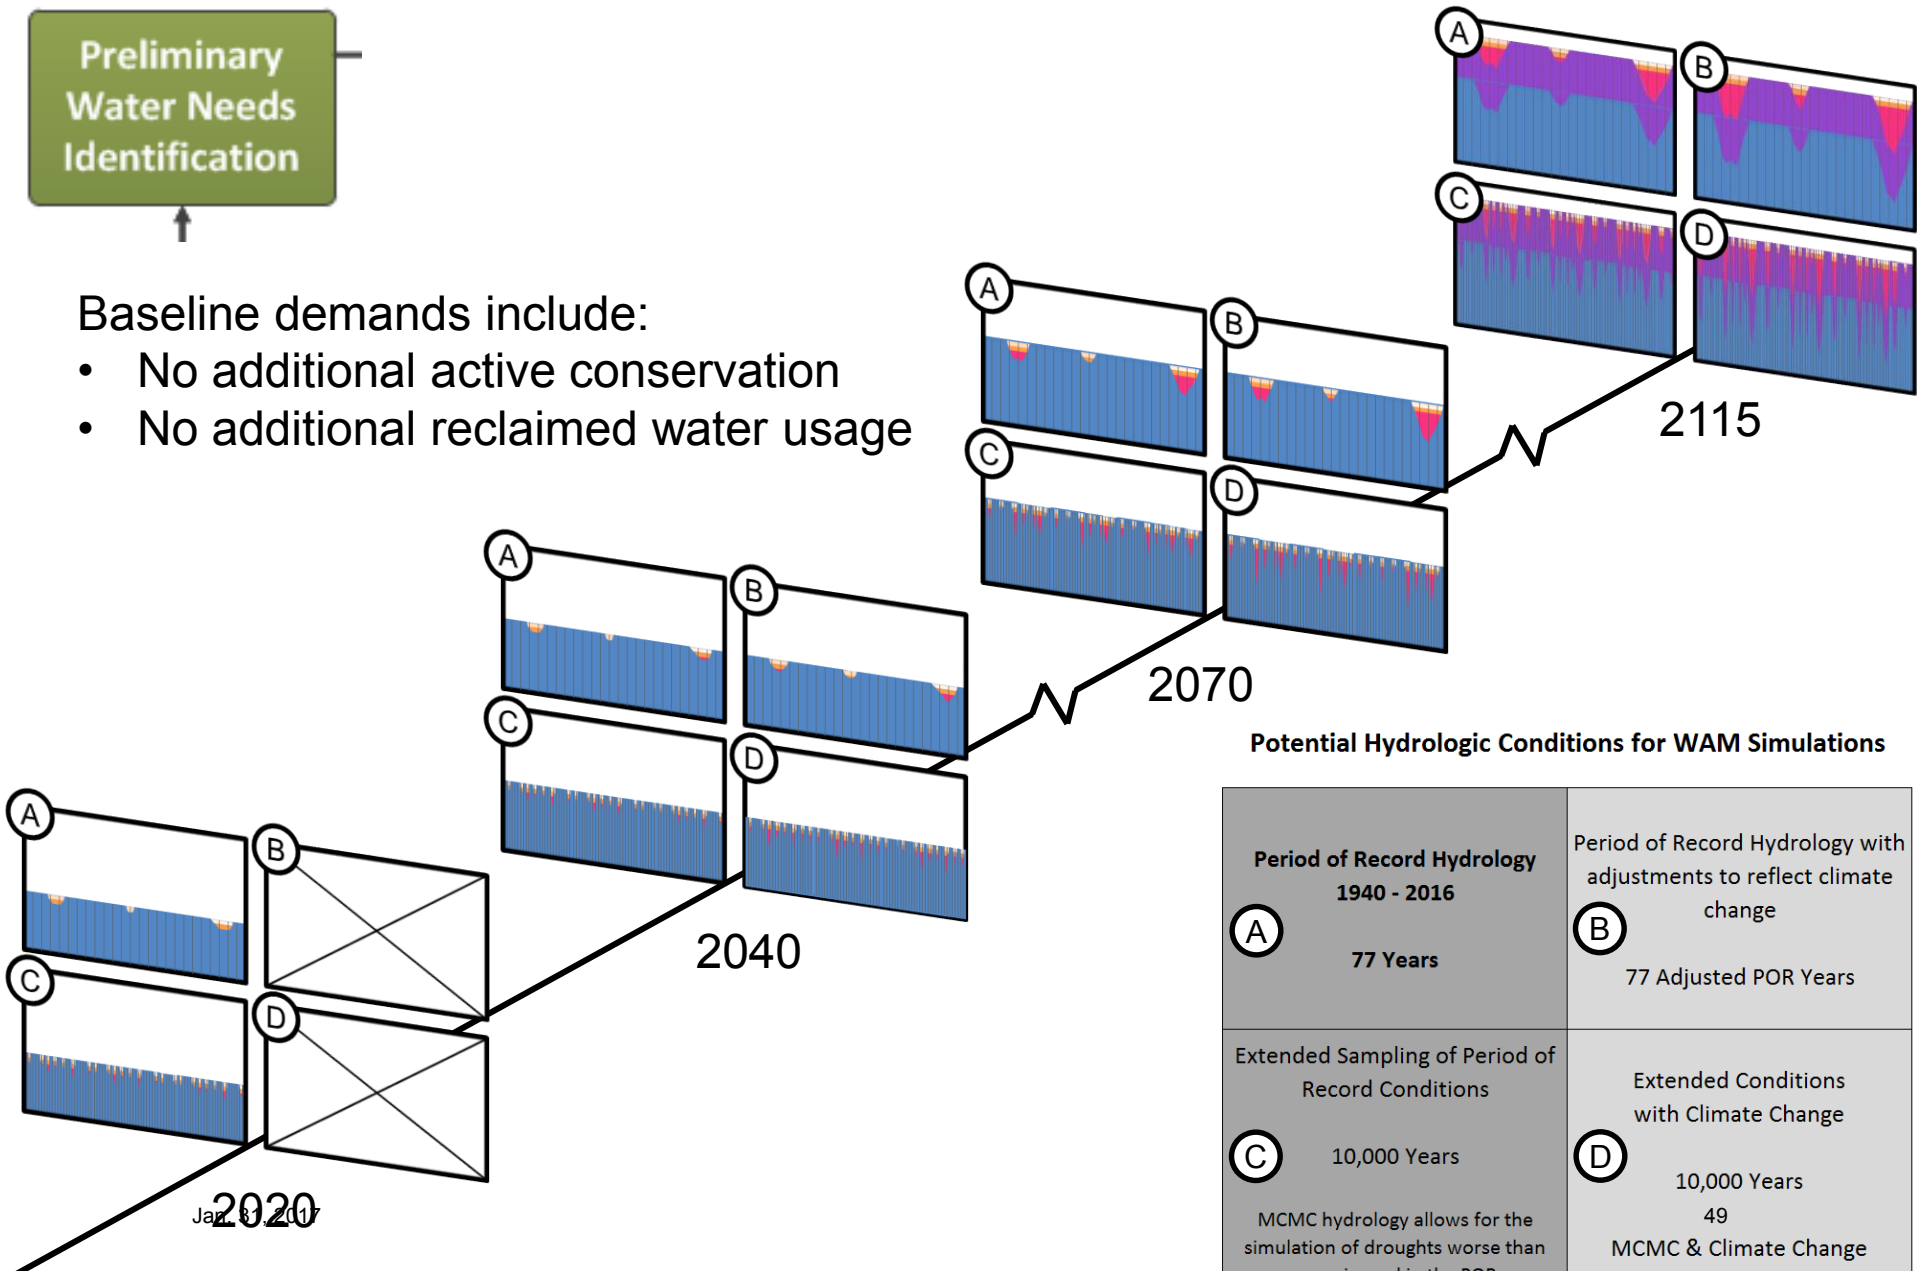 Preliminary
Water Needs
Identification
Baseline demands include:
• No additional active conservation
• No additional reclaimed water usage
A
B
C
D
2115
A
B
C
D
2070
A
B
C
D
2040
A
B
C
D
2020
Jan. 31, 2017
Potential Hydrologic Conditions for WAM Simulations
Period of Record Hydrology
1940 - 2016
A
77 Years
Period of Record Hydrology with
adjustments to reflect climate
change
B
77 Adjusted POR Years
Extended Sampling of Period of
Record Conditions
C
10,000 Years
MCMC hydrology allows for the
simulation of droughts worse than
Extended Conditions
with Climate Change
D
10,000 Years
49
MCMC & Climate Change